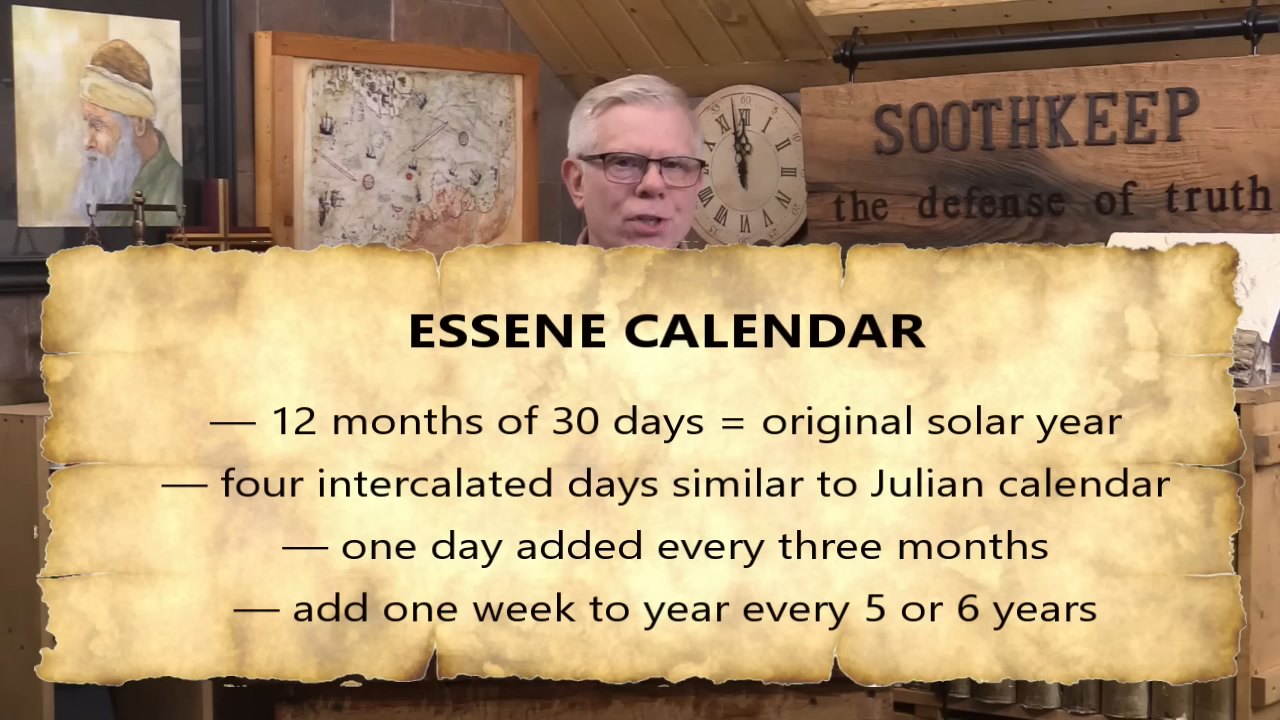 SOOTHKEEP
the defense of truth
ESSENE CALENDAR
— 12 months of 30 days = original solar year
— four intercalated days similar to Julian calendar
— one day added every three months
— add one week to year every 5 or 6 years